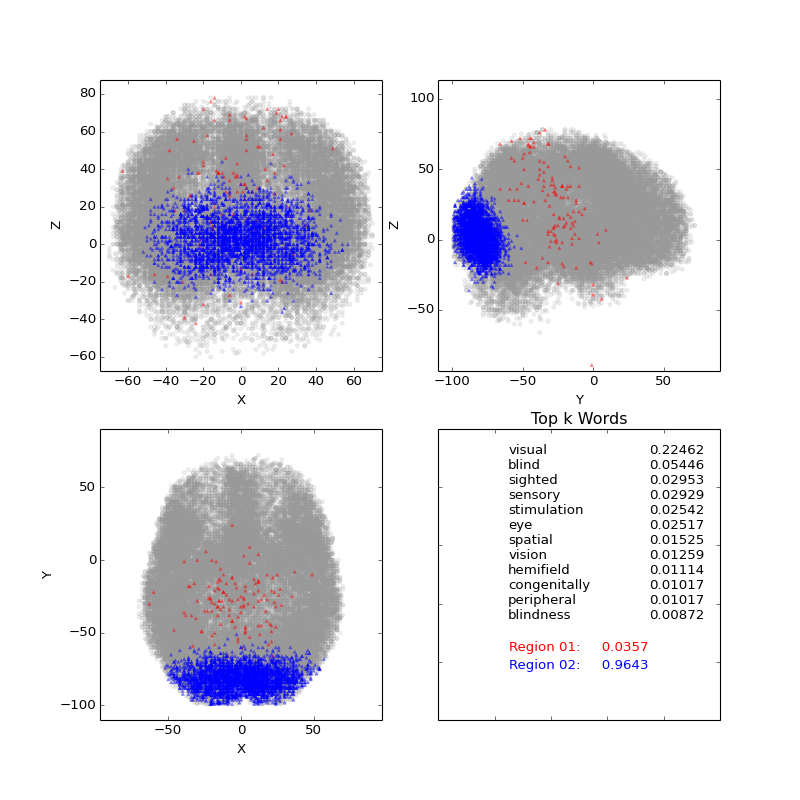 80
60
40
20
0
−20
−40
−60
Z
−60 −40 −20 0 20 40 60
X
100
50
0
−50
Z
−100 −50 0 50
Y
50
0
−50
−100
Y
−50 0 50
X
Top k Words
visual 0.22462
blind 0.05446
sighted 0.02953
sensory 0.02929
stimulation 0.02542
eye 0.02517
spatial 0.01525
vision 0.01259
hemifield 0.01114
congenitally 0.01017
peripheral 0.01017
blindness 0.00872
Region 01: 0.0357
Region 02: 0.9643